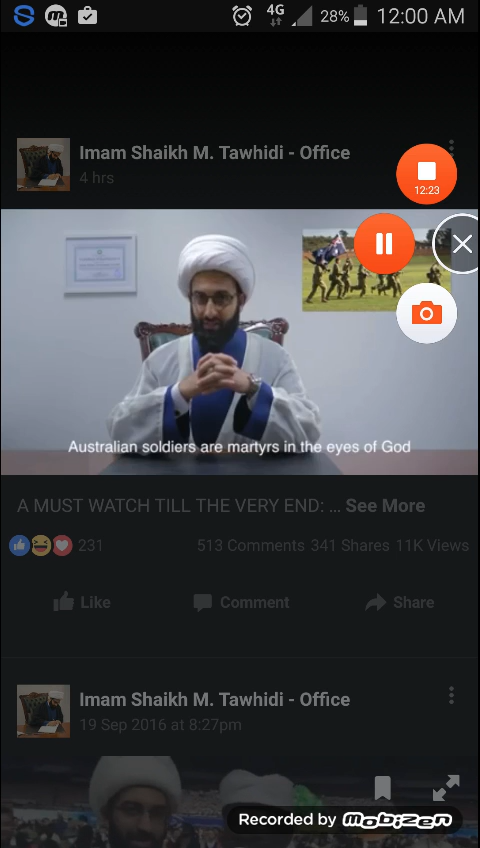 4G 28% 12:00 AM
Imam Shaikh M. Tawhidi - Office
4 hrs
12:23
Australian soldiers are martyrs in the eyes of God
A MUST WATCH TILL THE VERY END: ... See More
231 513 Comments 341 Shares 11K Views
Like Comment Share
Imam Shaikh M. Tawhidi - Office
19 Sep 2016 at 8:27pm
Recorded by Mobizen